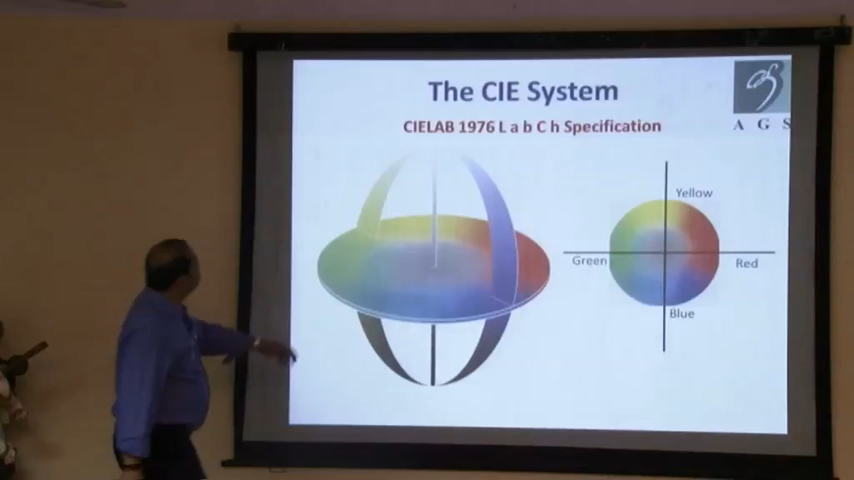 The CIE System
CIELAB 1976 L a b C h Specification
A G S
Yellow
Green
Red
Blue